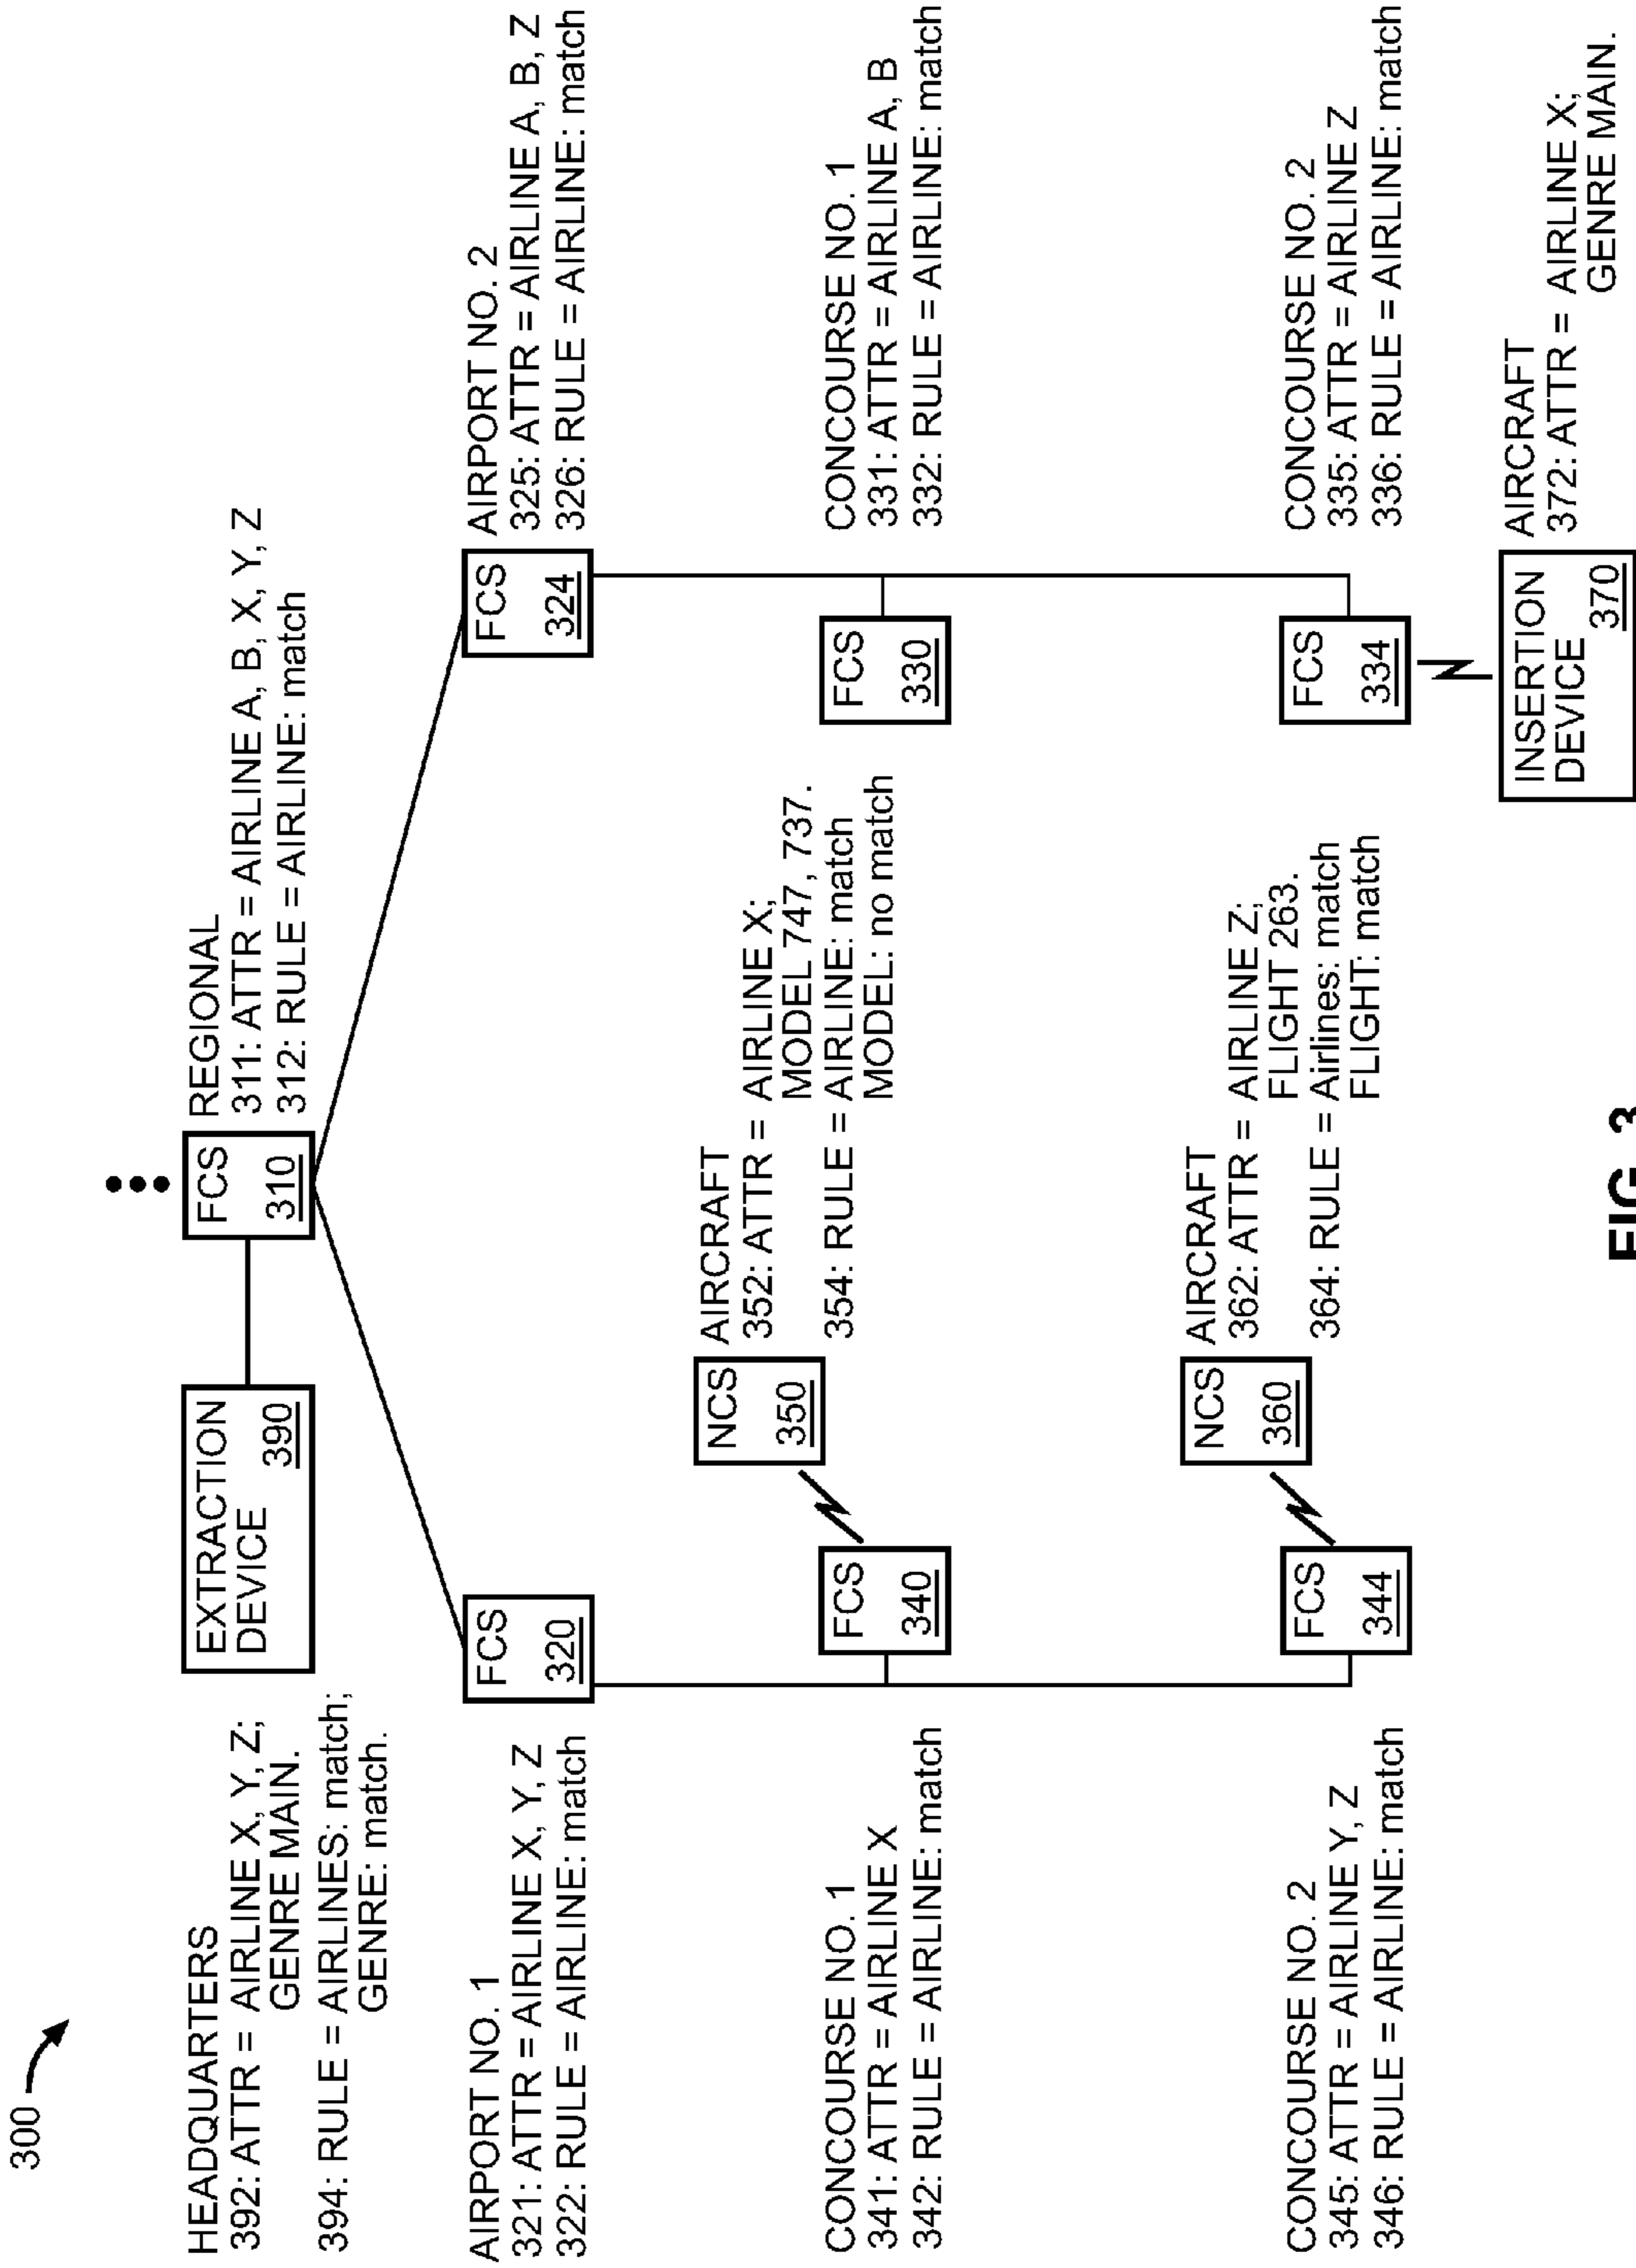 300
HEADQUARTERS
392: ATTR = AIRLINE X, Y, Z;
GENRE MAIN.
394: RULE = AIRLINES: match;
GENRE: match.
EXTRACTION
DEVICE
390
FCS
310
REGIONAL
311: ATTR = AIRLINE A, B, X, Y, Z
312: RULE = AIRLINE: match
AIRPORT NO. 1
321: ATTR = AIRLINE X, Y, Z
322: RULE = AIRLINE: match
FCS
320
FCS
324
AIRPORT NO. 2
325: ATTR = AIRLINE A, B, Z
326: RULE = AIRLINE: match
NCS
350
AIRCRAFT
352: ATTR = AIRLINE X;
MODEL 747, 737.
354: RULE = AIRLINE: match
MODEL: no match
CONCOURSE NO. 1
341: ATTR = AIRLINE X
342: RULE = AIRLINE: match
FCS
340
FCS
330
CONCOURSE NO. 1
331: ATTR = AIRLINE A, B
332: RULE = AIRLINE: match
NCS
360
AIRCRAFT
362: ATTR = AIRLINE Z;
FLIGHT 263.
364: RULE = Airlines: match
FLIGHT: match
CONCOURSE NO. 2
345: ATTR = AIRLINE Y, Z
346: RULE = AIRLINE: match
FCS
344
FCS
334
CONCOURSE NO. 2
335: ATTR = AIRLINE Z
336: RULE = AIRLINE: match
INSERTION
DEVICE
370
AIRCRAFT
372: ATTR = AIRLINE X;
GENRE MAIN.
FIG. 3